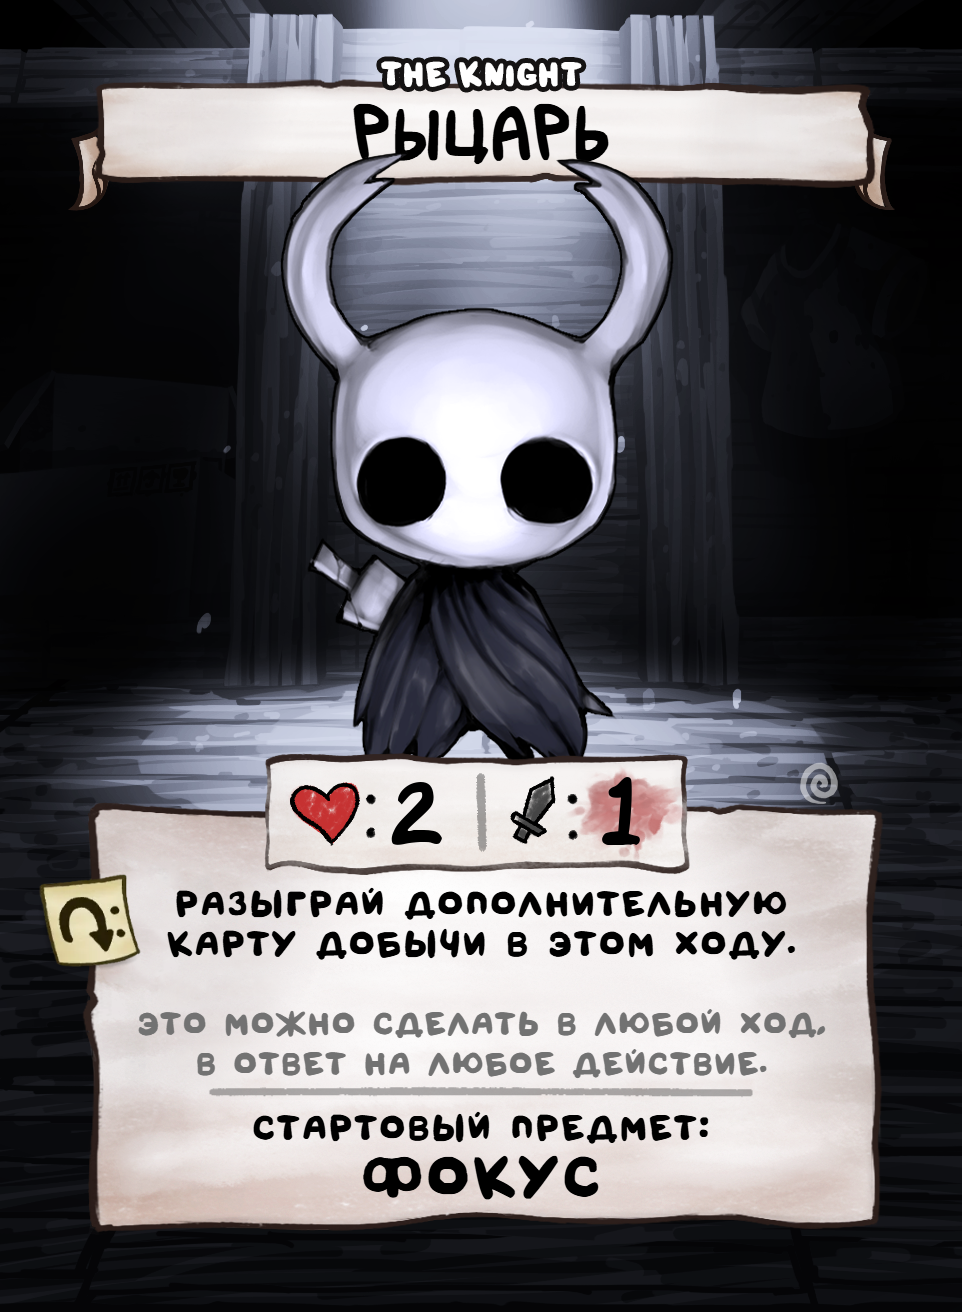 THE KNIGHT
РЫЦАРЬ
:2 | :1
РАЗЫГРАЙ ДОПОЛНИТЕЛЬНУЮ
КАРТУ ДОБЫЧИ В ЭТОМ ХОДУ.
ЭТО МОЖНО СДЕЛАТЬ В ЛЮБОЙ ХОД,
В ОТВЕТ НА ЛЮБОЕ ДЕЙСТВИЕ.
СТАРТОВЫЙ ПРЕДМЕТ:
ФОКУС